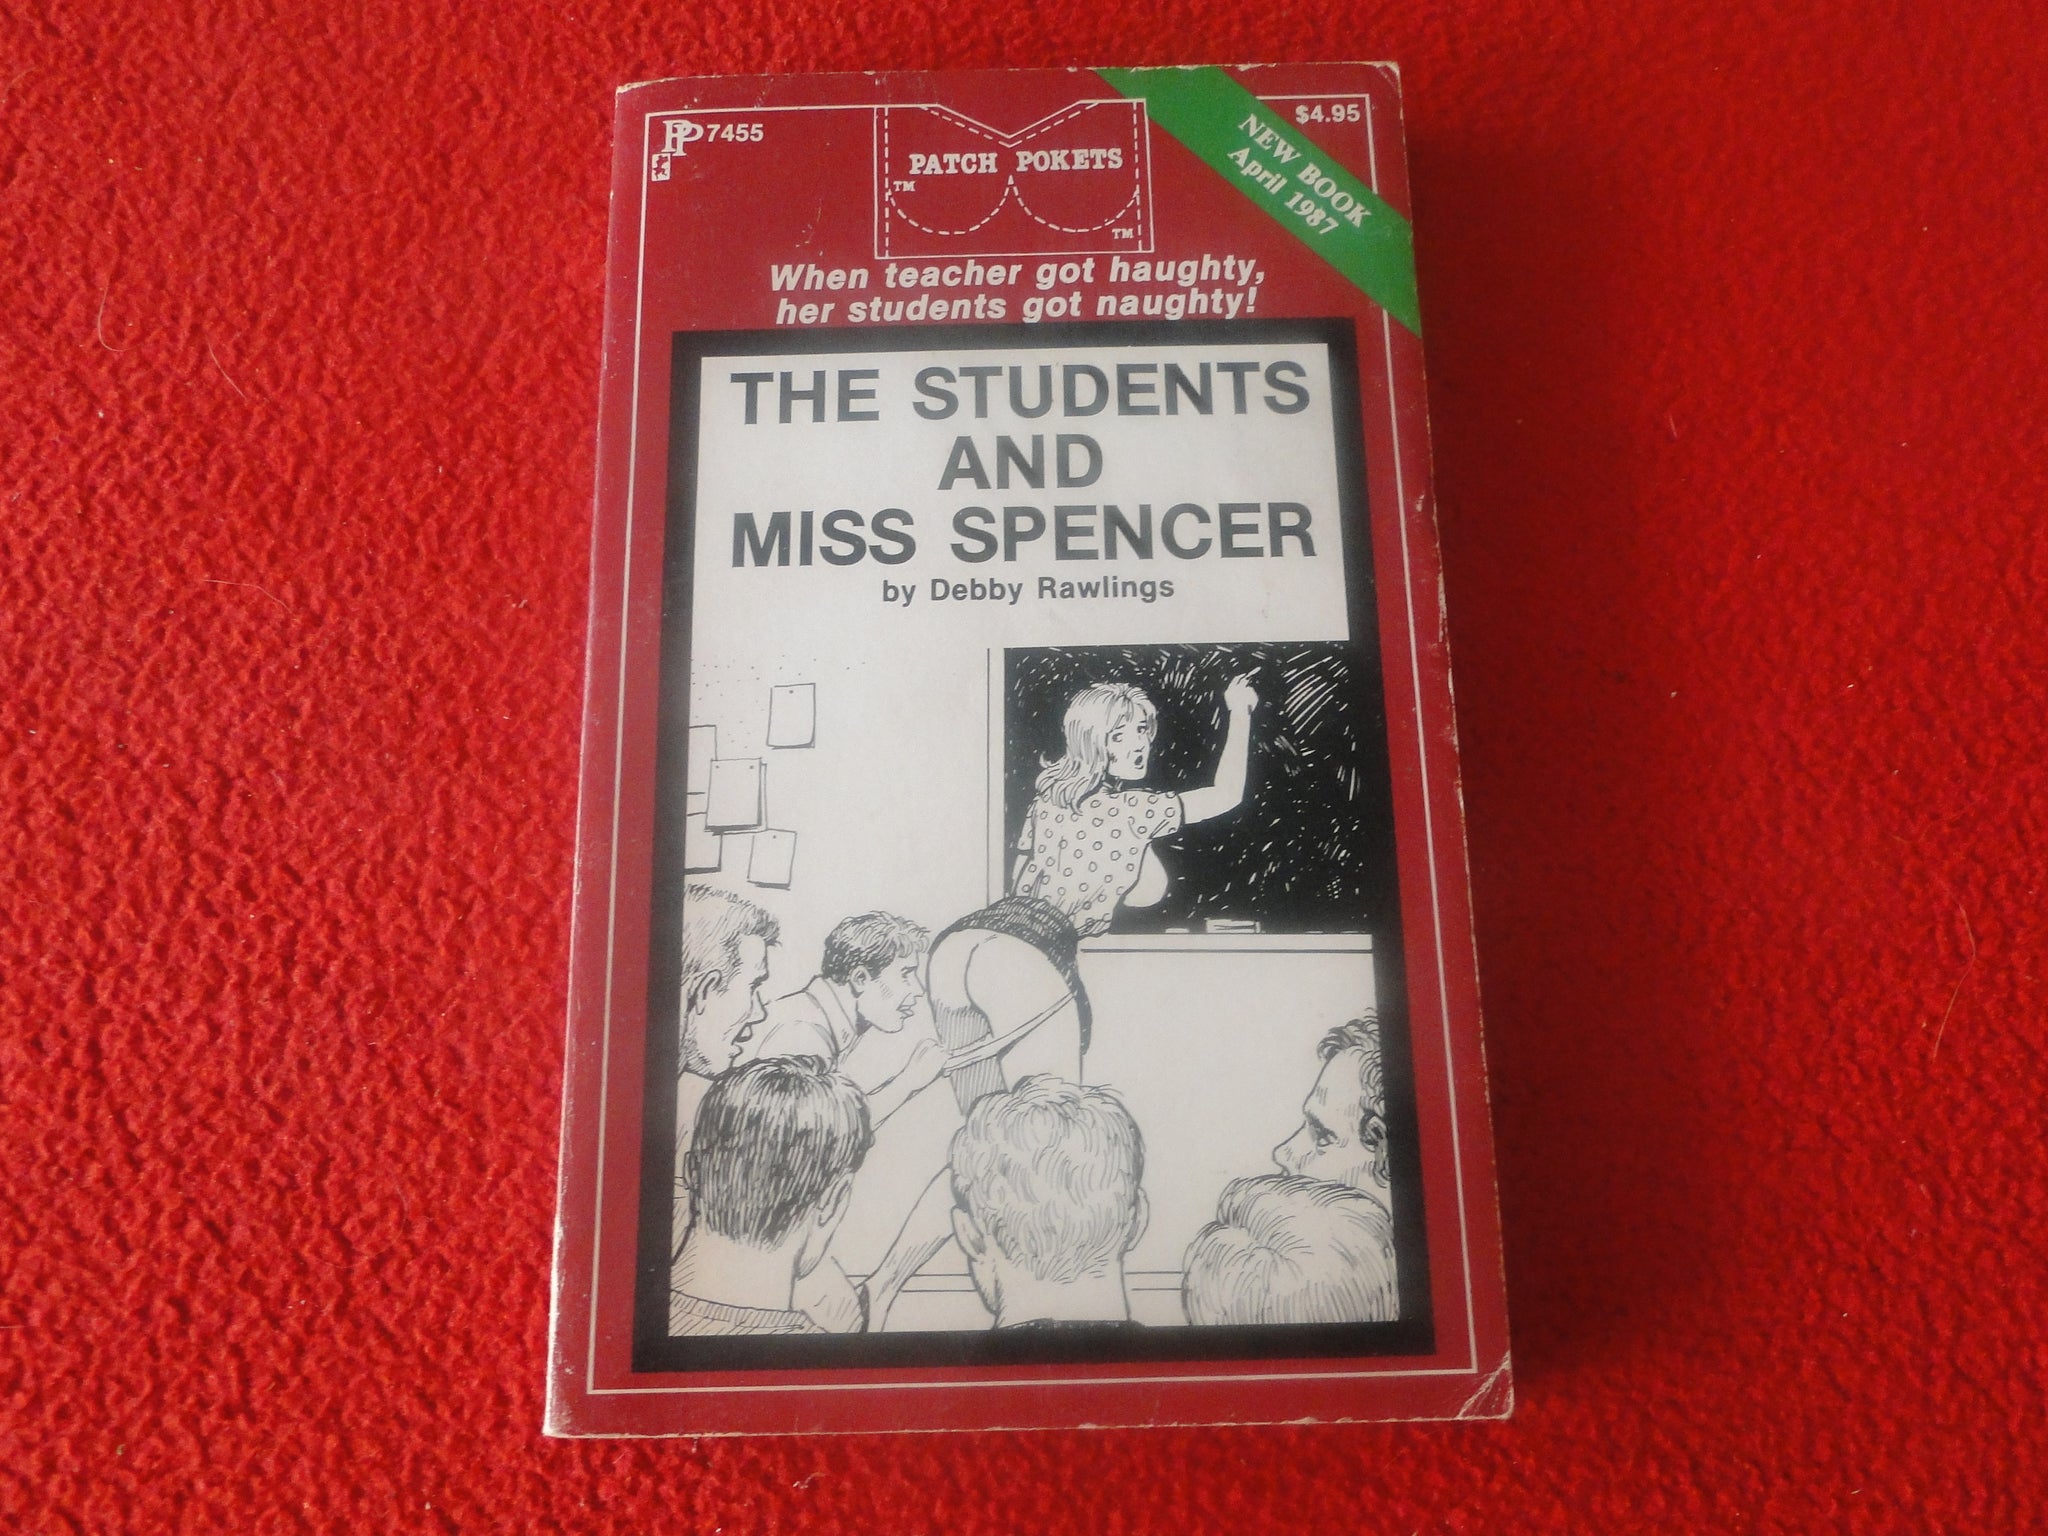 PP 7455
PATCH POKETS
TM
TM
NEW BOOK
April 1987
$4.95
When teacher got haughty,
her students got naughty!
THE STUDENTS
AND
MISS SPENCER
by Debby Rawlings